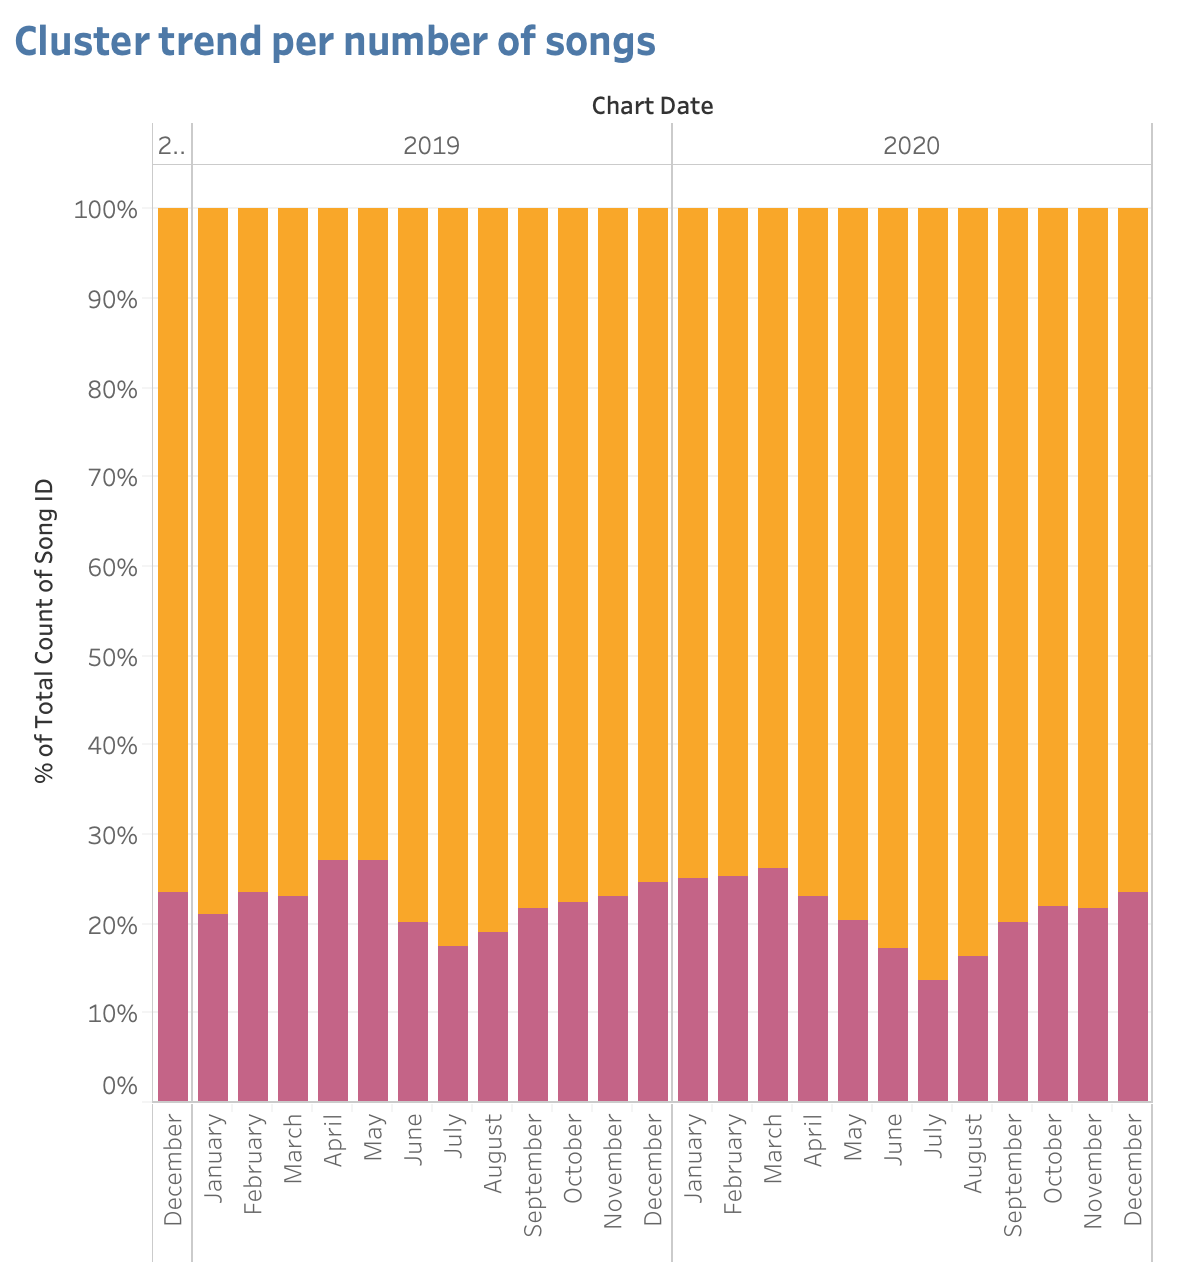 Cluster trend per number of songs
Chart Date
2..
2019
2020
% of Total Count of Song ID
100%
90%
80%
70%
60%
50%
40%
30%
20%
10%
0%
December
January
February
March
April
May
June
July
August
September
October
November
December
January
February
March
April
May
June
July
August
September
October
November
December